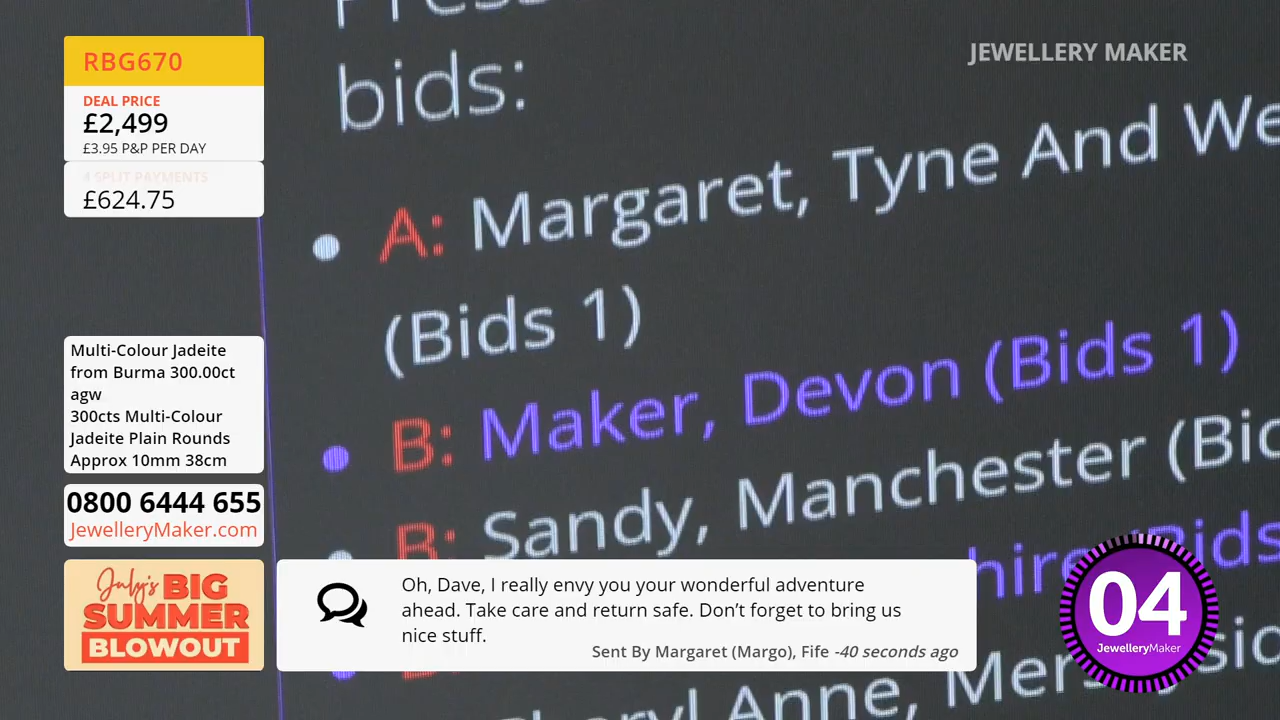 RBG670
DEAL PRICE
£2,499
£3.95 P&P PER DAY
4 SPLIT PAYMENTS
£624.75
Multi-Colour Jadeite
from Burma 300.00ct
agw
300cts Multi-Colour
Jadeite Plain Rounds
Approx 10mm 38cm
0800 6444 655
JewelleryMaker.com
July's BIG
SUMMER
BLOWOUT
JEWELLERY MAKER
bids:
A: Margaret, Tyne And
(Bids 1)
B: Maker, Devon (Bids 1)
B: Sandy, Manchester
Oh, Dave, I really envy you your wonderful adventure
ahead. Take care and return safe. Don’t forget to bring us
nice stuff.
Sent By Margaret (Margo), Fife -40 seconds ago
04
JewelleryMaker
Anne,